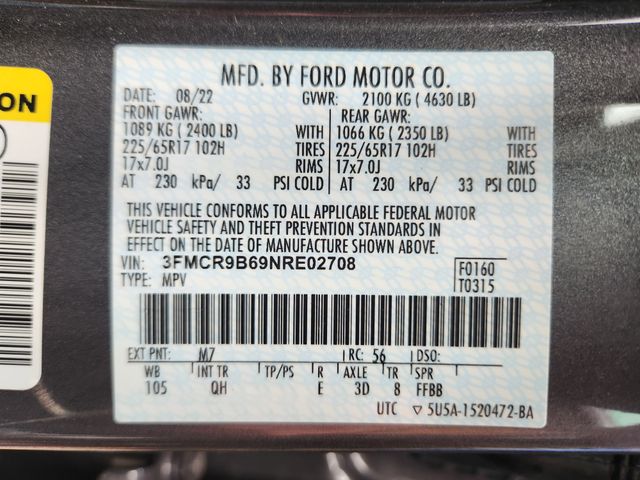 ON
MFD. BY FORD MOTOR CO.
DATE: 08/22 GVWR: 2100 KG (4630 LB)
FRONT GAWR: REAR GAWR:
1089 KG (2400 LB) WITH 1066 KG (2350 LB) WITH
225/65R17 102H TIRES 225/65R17 102H TIRES
17x7.0J RIMS 17x7.0J RIMS
AT 230 kPa/ 33 PSI COLD AT 230 kPa/ 33 PSI COLD
THIS VEHICLE CONFORMS TO ALL APPLICABLE FEDERAL MOTOR
VEHICLE SAFETY AND THEFT PREVENTION STANDARDS IN
EFFECT ON THE DATE OF MANUFACTURE SHOWN ABOVE.
VIN: 3FMCR9B69NRE02708 F0160
TYPE: MPV T0315
EXT PNT: M7 RC: 56 DSO:
WB INT TR TP/PS R AXLE TR SPR
105 QH E 3D 8 FFBB
UTC ▽ 5U5A-1520472-BA